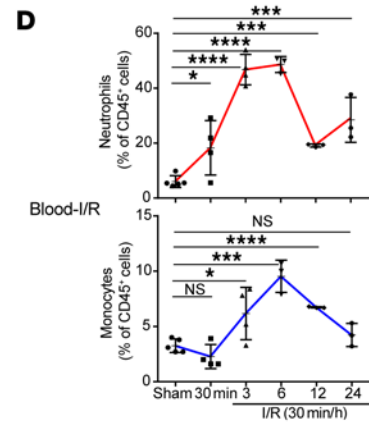 D
***
***
****
****
*
60
40
20
0
Neutrophils
(% of CD45+ cells)
Blood-I/R
NS
****
***
*
NS
15
10
5
0
Monocytes
(% of CD45+ cells)
Sham 30 min 3 6 12 24
I/R (30 min/h)